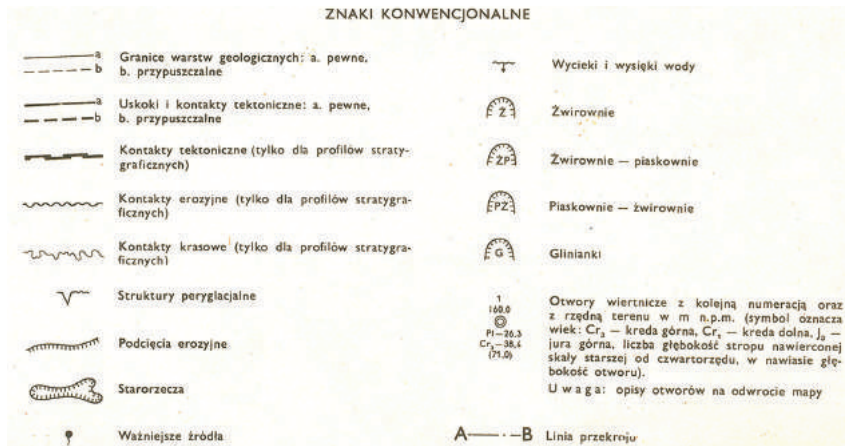 ZNAKI KONWENCJONALNE
a
b
Granice warstw geologicznych: a. pewne,
b. przypuszczalne
a
b
Uskoki i kontakty tektoniczne: a. pewne,
b. przypuszczalne
Kontakty tektoniczne (tylko dla profilów straty-
graficznych)
Kontakty erozyjne (tylko dla profilów stratygra-
ficznych)
Kontakty krasowe (tylko dla profilów stratygra-
ficznych)
Struktury peryglacjalne
Podcięcia erozyjne
Starorzecza
Ważniejsze źródła
Wycieki i wysięki wody
Ż
Żwirownie
ŻP
Żwirownie — piaskownie
PŻ
Piaskownie — żwirownie
G
Glinianki
1
160,0
Pl—26,3
Cr₃—38,4
(71,0)
Otwory wiertnicze z kolejną numeracją oraz
z rzędną terenu w m n.p.m. (symbol oznacza
wiek: Cr₃ — kreda górna, Cr₁ — kreda dolna, J₃ —
jura górna, liczba głębokość stropu nawierconej
skały starszej od czwartorzędu, w nawiasie głę-
bokość otworu).
Uwaga: opisy otworów na odwrocie mapy
A—·—B Linia przekroju